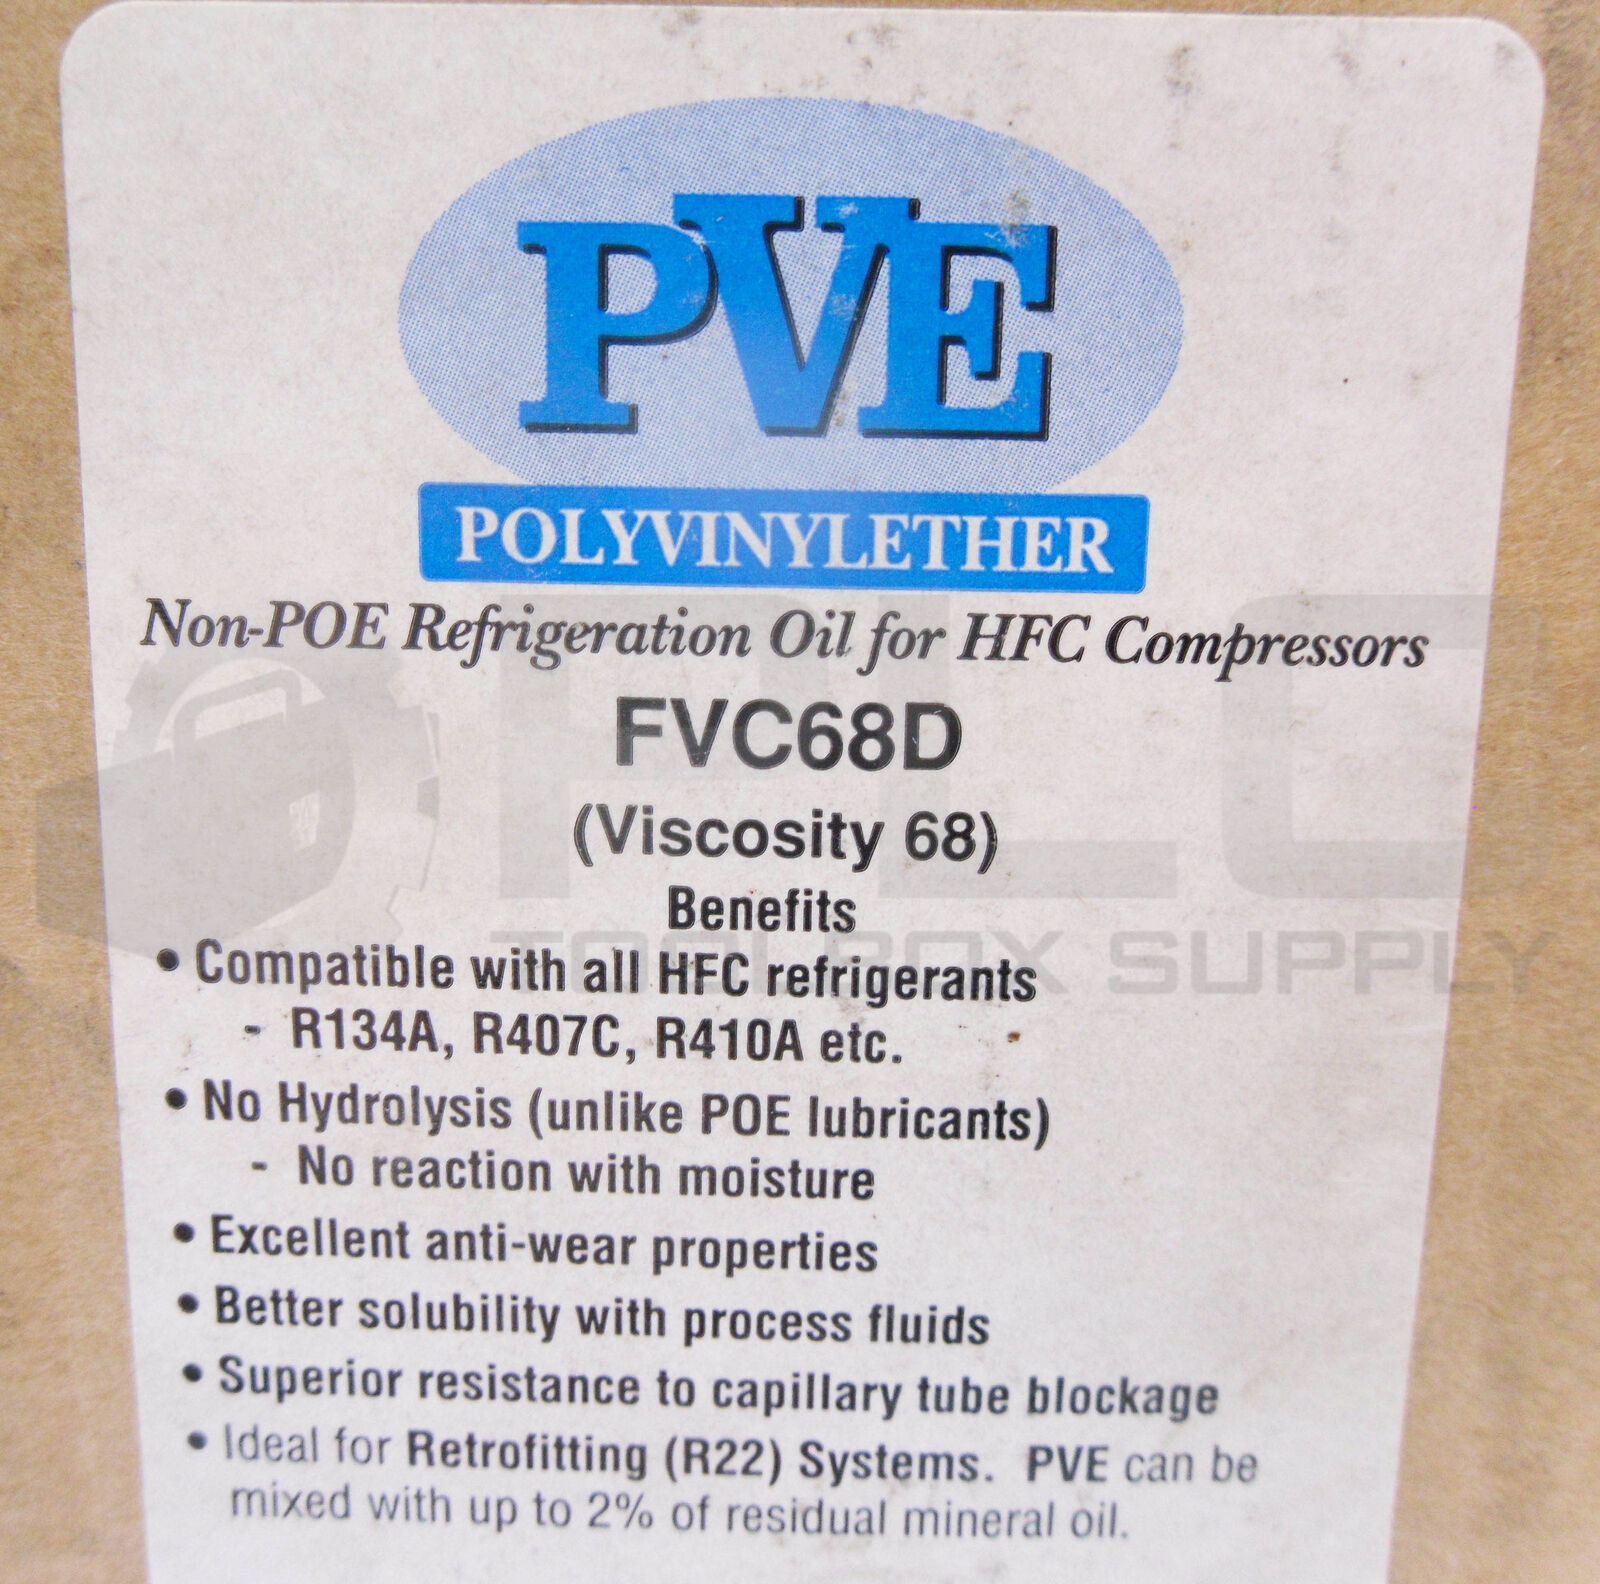 PVE
POLYVINYLETHER
Non-POE Refrigeration Oil for HFC Compressors
FVC68D
(Viscosity 68)
Benefits
• Compatible with all HFC refrigerants
- R134A, R407C, R410A etc.
• No Hydrolysis (unlike POE lubricants)
- No reaction with moisture
• Excellent anti-wear properties
• Better solubility with process fluids
• Superior resistance to capillary tube blockage
• Ideal for Retrofitting (R22) Systems. PVE can be
mixed with up to 2% of residual mineral oil.
PLC
TOOLBOX SUPPLY